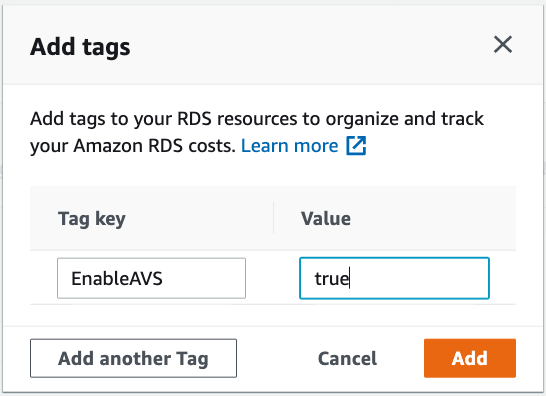 Add tags
Add tags to your RDS resources to organize and track
your Amazon RDS costs. Learn more
Tag key Value
EnableAVS true
Add another Tag Cancel Add